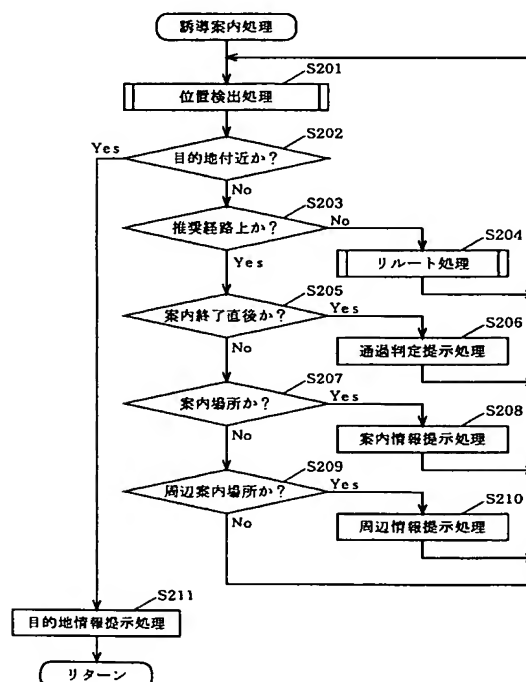 誘導案内処理
S201
位置検出処理
S202
Yes
目的地付近か？
No
S203
推奨経路上か？
No
S204
リルート処理
Yes
S205
案内終了直後か？
Yes
S206
通過判定提示処理
No
S207
案内場所か？
Yes
S208
案内情報提示処理
No
S209
周辺案内場所か？
Yes
S210
周辺情報提示処理
No
S211
目的地情報提示処理
リターン